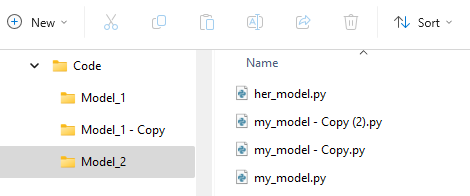 New Sort
Code
Model_1
Model_1 - Copy
Model_2
Name
her_model.py
my_model - Copy (2).py
my_model - Copy.py
my_model.py